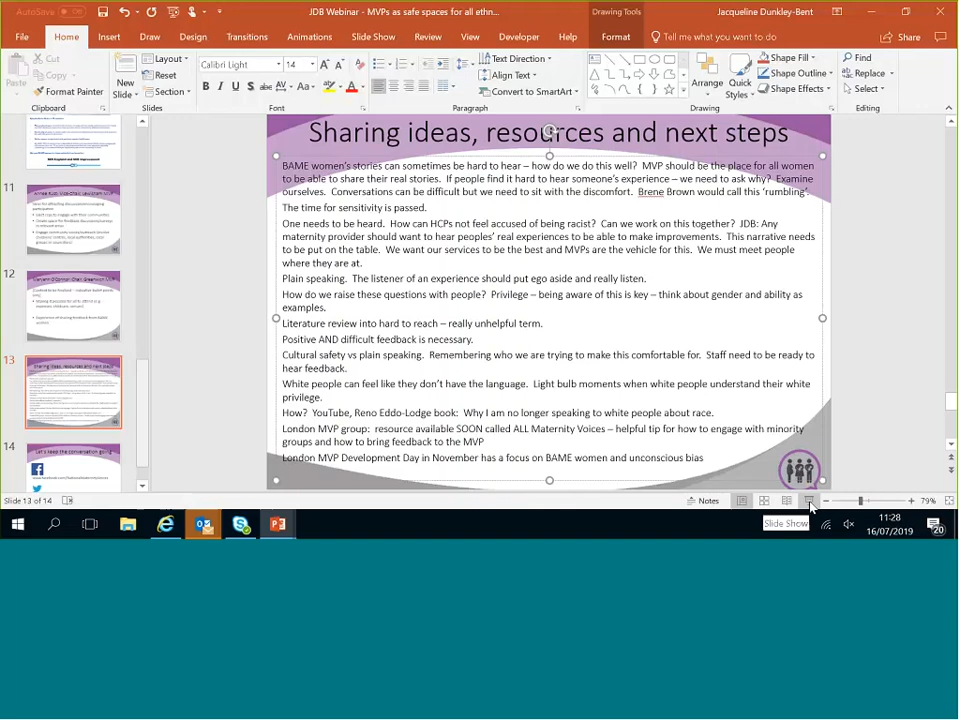 AutoSave Off JDB Webinar - MVPs as safe spaces for all ethn... Drawing Tools Jacqueline Dunkley-Bent
File Home Insert Draw Design Transitions Animations Slide Show Review View Developer Help Format Tell me what you want to do Share
Paste
Cut
Copy
Format Painter
Clipboard
New Slide
Layout
Reset
Section
Slides
Calibri Light 14
B I U S abc AV Aa A
Font
Text Direction
Align Text
Convert to SmartArt
Paragraph
Arrange
Quick Styles
Shape Fill
Shape Outline
Shape Effects
Drawing
Find
Replace
Select
Editing
11
12
13
Sharing ideas, resources and next steps
14
Let's keep the conversation going
Sharing ideas, resources and next steps
BAME women's stories can sometimes be hard to hear – how do we do this well? MVP should be the place for all women
to be able to share their real stories. If people find it hard to hear someone's experience – we need to ask why? Examine
ourselves. Conversations can be difficult but we need to sit with the discomfort. Brene Brown would call this 'rumbling'.
The time for sensitivity is passed.
One needs to be heard. How can HCPs not feel accused of being racist? Can we work on this together? JDB: Any
maternity provider should want to hear peoples' real experiences to be able to make improvements. This narrative needs
to be put on the table. We want our services to be the best and MVPs are the vehicle for this. We must meet people
where they are at.
Plain speaking. The listener of an experience should put ego aside and really listen.
How do we raise these questions with people? Privilege – being aware of this is key – think about gender and ability as
examples.
Literature review into hard to reach – really unhelpful term.
Positive AND difficult feedback is necessary.
Cultural safety vs plain speaking. Remembering who we are trying to make this comfortable for. Staff need to be ready to
hear feedback.
White people can feel like they don't have the language. Light bulb moments when white people understand their white
privilege.
How? YouTube, Reno Eddo-Lodge book: Why I am no longer speaking to white people about race.
London MVP group: resource available SOON called ALL Maternity Voices – helpful tip for how to engage with minority
groups and how to bring feedback to the MVP
London MVP Development Day in November has a focus on BAME women and unconscious bias
Slide 13 of 14 Notes 79%
Slide Show
11:28
16/07/2019
20